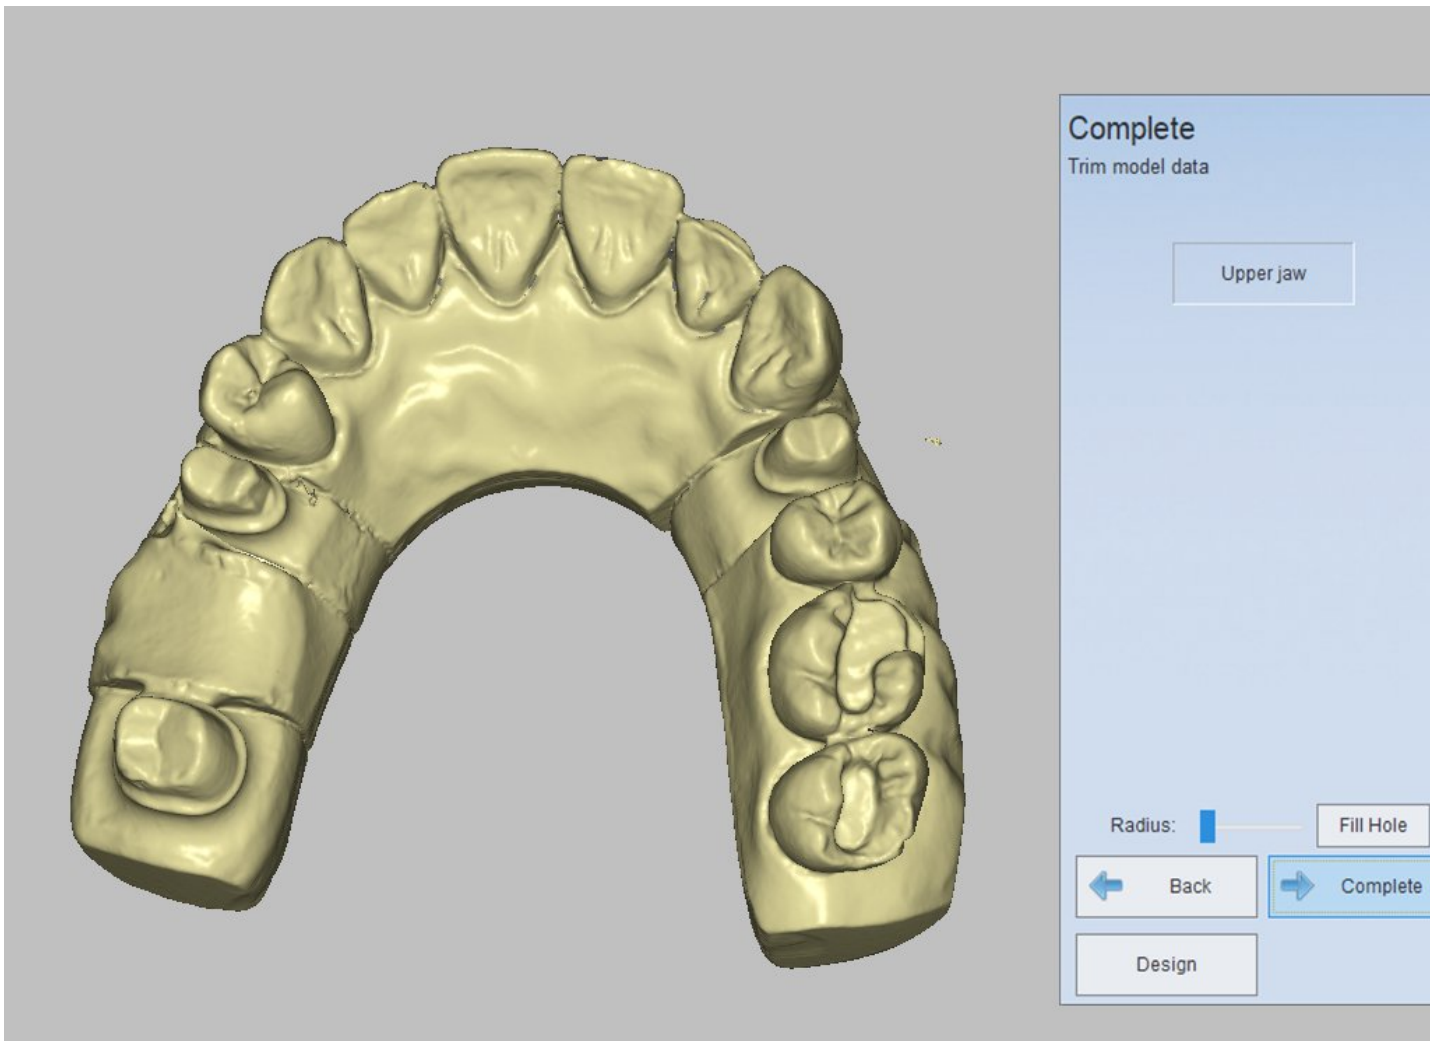 Complete
Trim model data
Upper jaw
Radius:
Fill Hole
Back
Complete
Design